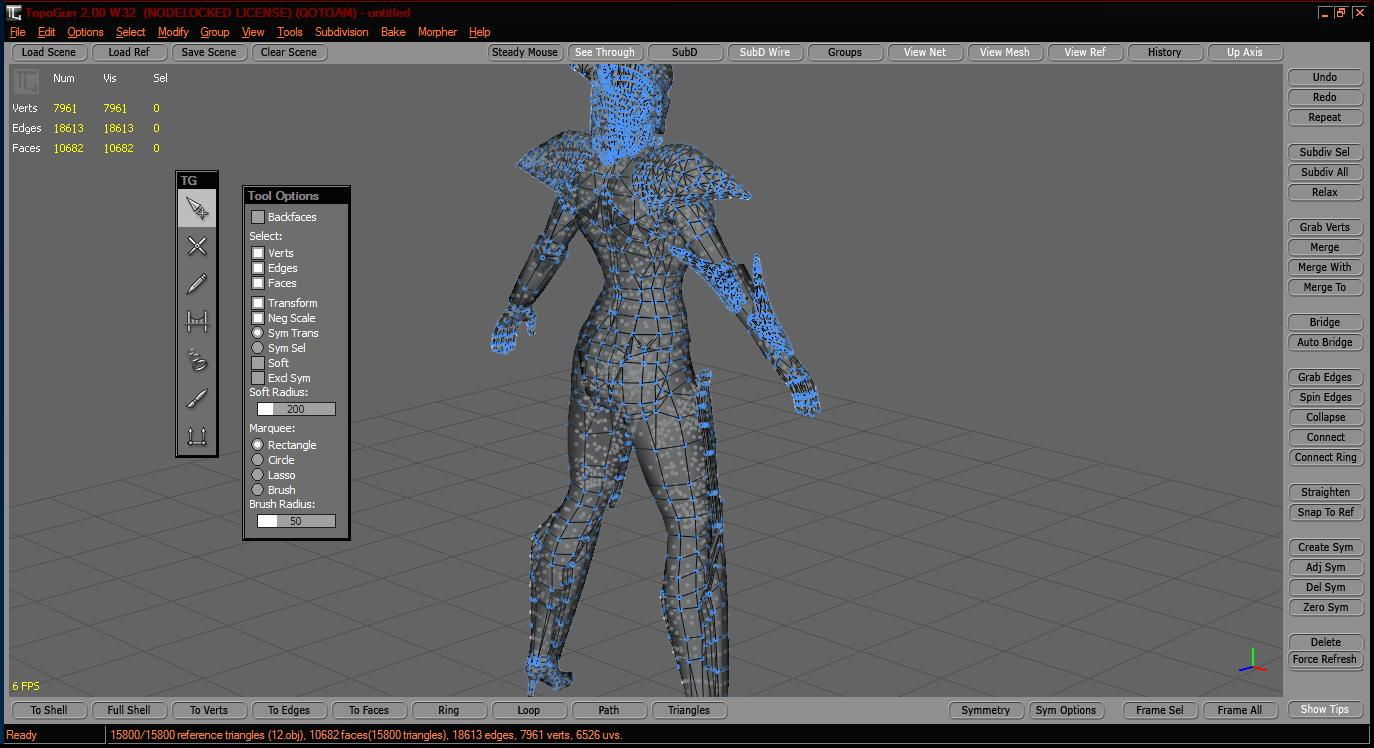 TopoGun 2.00 W32 (NODELOCKED LICENSE) (QOTOAM) - untitled
File Edit Options Select Modify Group View Tools Subdivision Bake Morpher Help
Load Scene Load Ref Save Scene Clear Scene Steady Mouse See Through SubD SubD Wire Groups View Net View Mesh View Ref History Up Axis
Num Vis Sel
Verts 7961 7961 0
Edges 18613 18613 0
Faces 10682 10682 0
TG
Tool Options
Backfaces
Select:
Verts
Edges
Faces
Transform
Neg Scale
Sym Trans
Sym Sel
Soft
Excl Sym
Soft Radius:
200
Marquee:
Rectangle
Circle
Lasso
Brush
Brush Radius:
50
Undo
Redo
Repeat
Subdiv Sel
Subdiv All
Relax
Grab Verts
Merge
Merge With
Merge To
Bridge
Auto Bridge
Grab Edges
Spin Edges
Collapse
Connect
Connect Ring
Straighten
Snap To Ref
Create Sym
Adj Sym
Del Sym
Zero Sym
Delete
Force Refresh
Show Tips
6 FPS
To Shell Full Shell To Verts To Edges To Faces Ring Loop Path Triangles Symmetry Sym Options Frame Sel Frame All
Ready 15800/15800 reference triangles (12.obj), 10682 faces(15800 triangles), 18613 edges, 7961 verts, 6526 uvs.